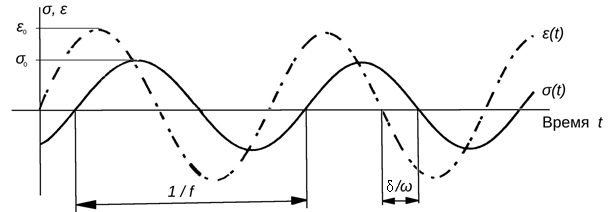 σ, ε
ε₀
ε(t)
σ₀
σ(t)
Время t
1 / f
δ/ω